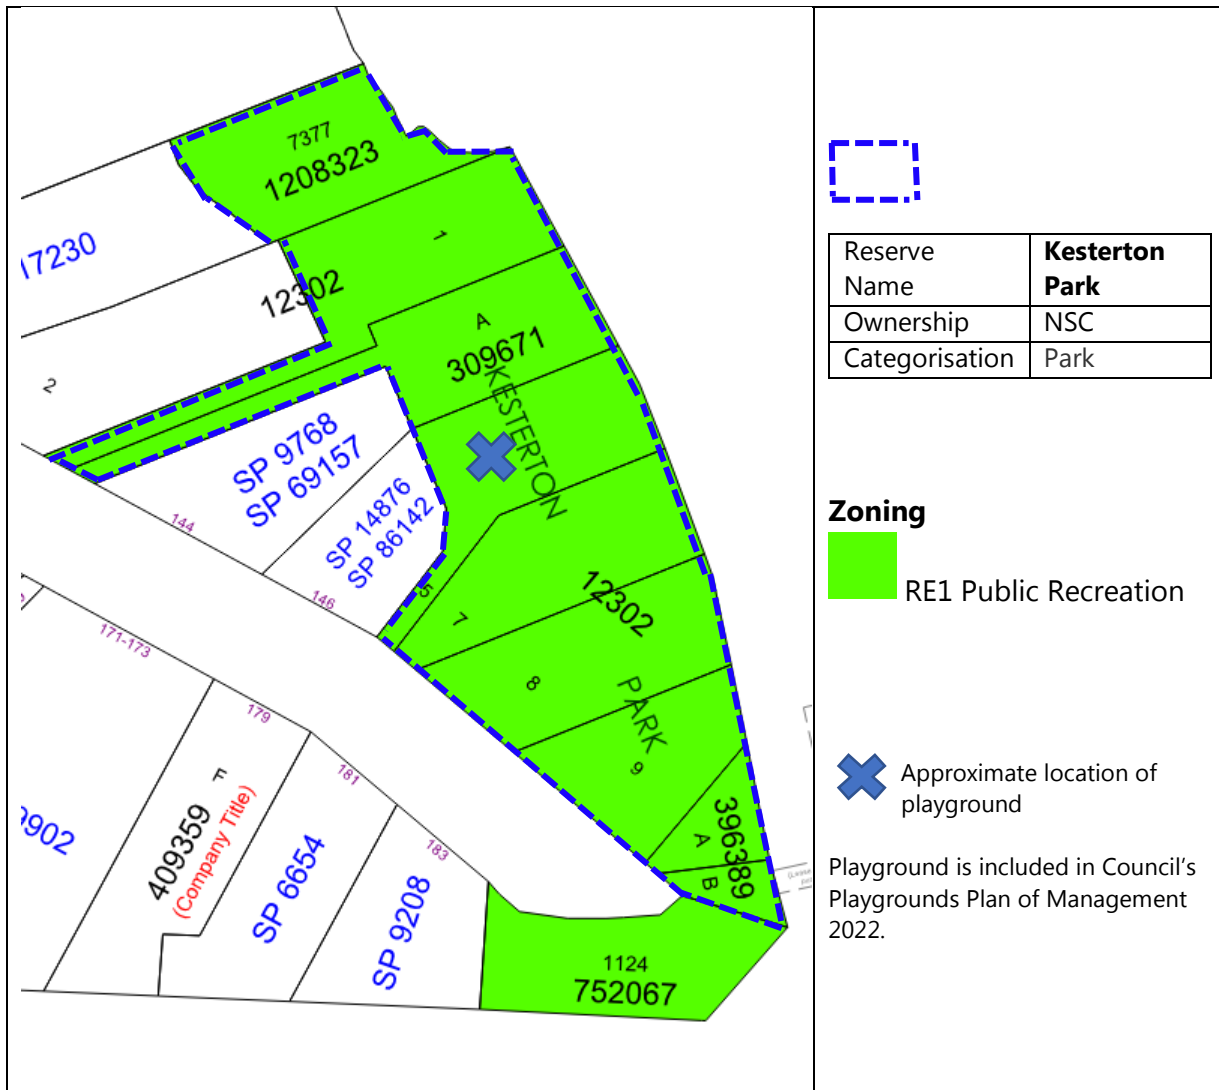 7377
1208323
1
17230
12302
A
309671
2
KESTERTON
SP 9768
SP 69157
SP 14876
SP 86142
144
146
5
7
12302
8
PARK
9
171-173
179
F
409359
(Company Title)
181
SP 6654
183
SP 9208
9902
396389
A
B
1124
752067
Reserve Name
Kesterton Park
Ownership
NSC
Categorisation
Park
Zoning
RE1 Public Recreation
Approximate location of
playground
Playground is included in Council‘s
Playgrounds Plan of Management
2022.